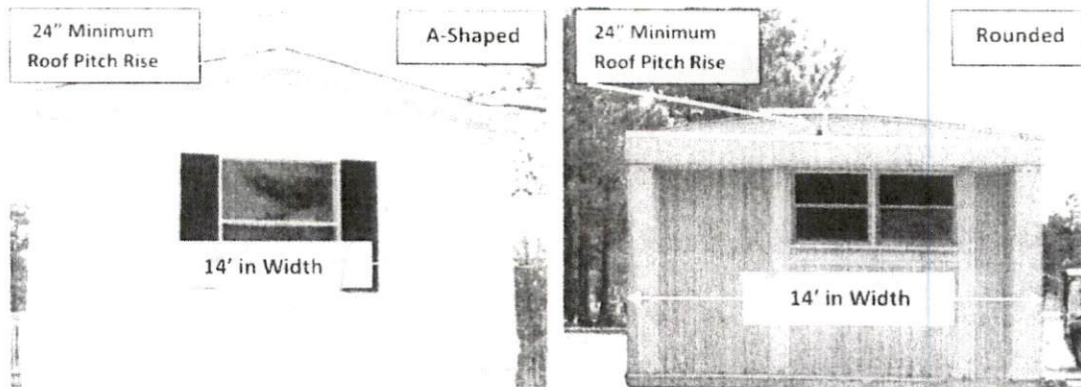 24" Minimum
Roof Pitch Rise
A-Shaped
14' in Width
24" Minimum
Roof Pitch Rise
Rounded
14' in Width